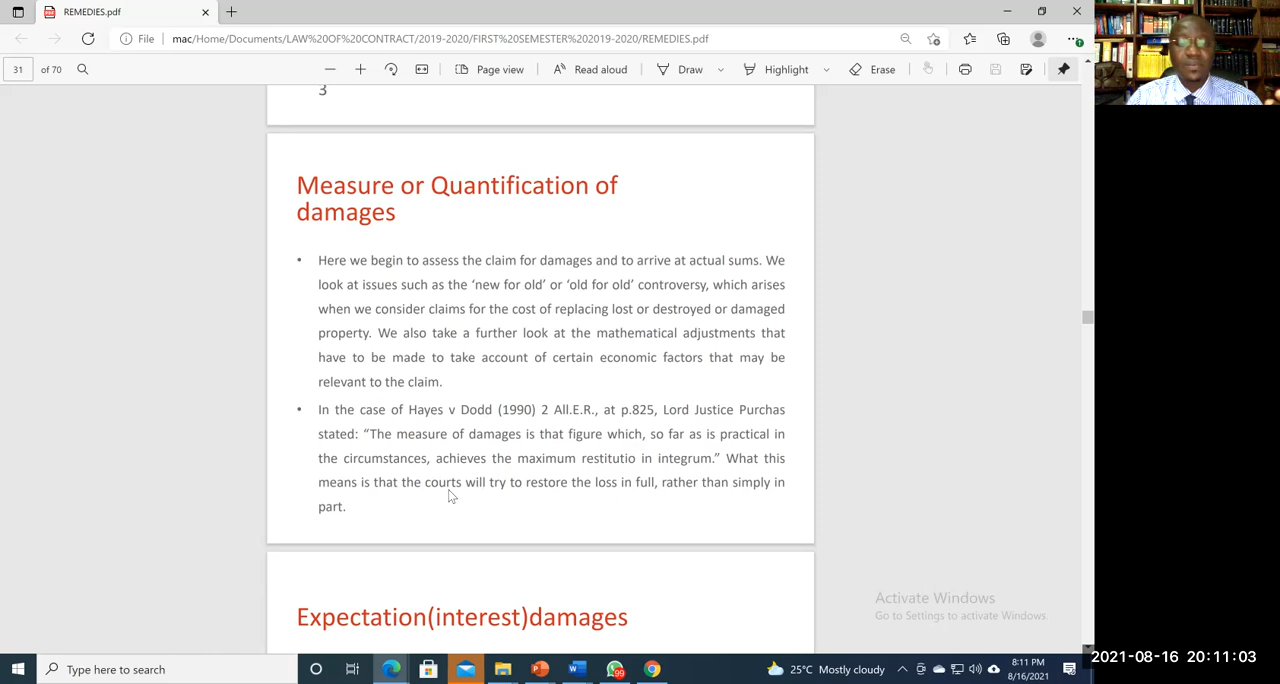 REMEDIES.pdf
File
mac/Home/Documents/LAW%20OF%20CONTRACT/2019-2020/FIRST%20SEMESTER%202019-2020/REMEDIES.pdf
31 of 70
Page view
Read aloud
Draw
Highlight
Erase
3
Measure or Quantification of
damages
• Here we begin to assess the claim for damages and to arrive at actual sums. We
look at issues such as the ‘new for old’ or ‘old for old’ controversy, which arises
when we consider claims for the cost of replacing lost or destroyed or damaged
property. We also take a further look at the mathematical adjustments that
have to be made to take account of certain economic factors that may be
relevant to the claim.
• In the case of Hayes v Dodd (1990) 2 All.E.R., at p.825, Lord Justice Purchas
stated: “The measure of damages is that figure which, so far as is practical in
the circumstances, achieves the maximum restitutio in integrum.” What this
means is that the courts will try to restore the loss in full, rather than simply in
part.
Expectation(interest)damages
Activate Windows
Go to Settings to activate Windows.
Type here to search
99
25°C Mostly cloudy
8:11 PM
8/16/2021
2021-08-16 20:11:03